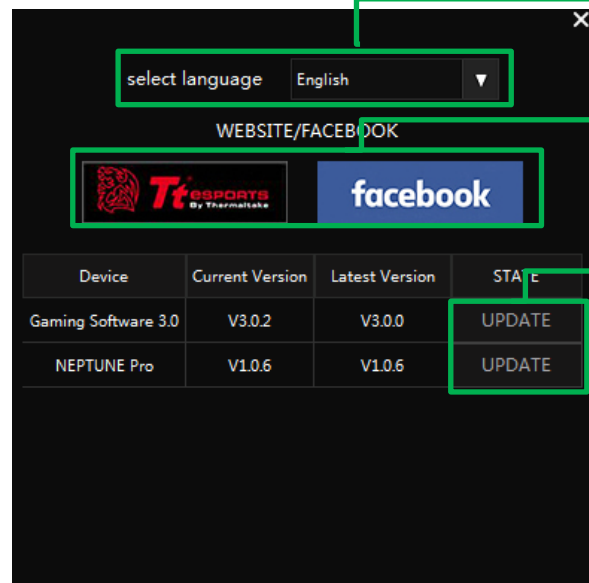 select language English
WEBSITE/FACEBOOK
Tt eSPORTS
By Thermaltake
facebook
Device Current Version Latest Version STATE
Gaming Software 3.0 V3.0.2 V3.0.0 UPDATE
NEPTUNE Pro V1.0.6 V1.0.6 UPDATE